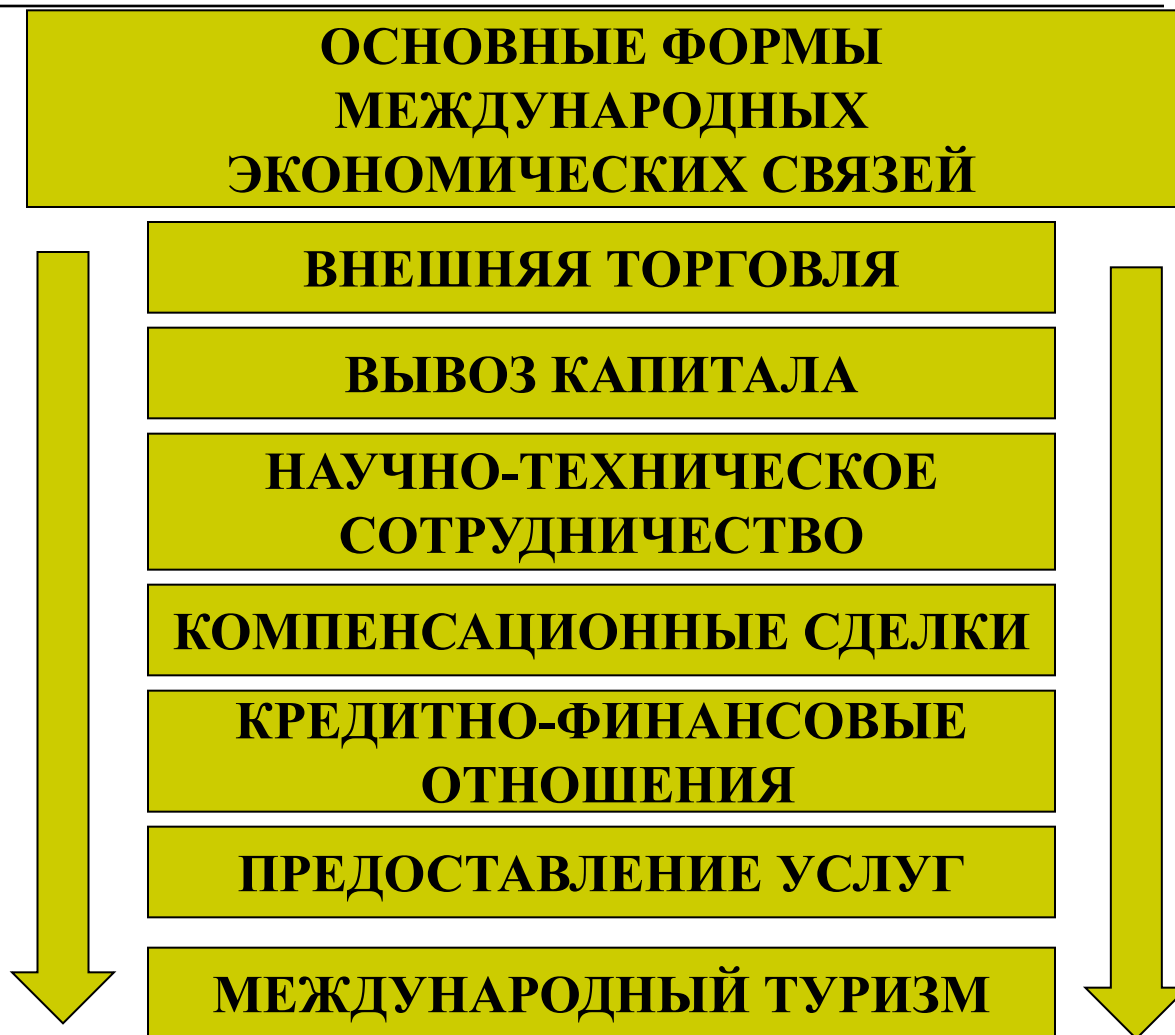 ОСНОВНЫЕ ФОРМЫ
МЕЖДУНАРОДНЫХ
ЭКОНОМИЧЕСКИХ СВЯЗЕЙ
ВНЕШНЯЯ ТОРГОВЛЯ
ВЫВОЗ КАПИТАЛА
НАУЧНО-ТЕХНИЧЕСКОЕ
СОТРУДНИЧЕСТВО
КОМПЕНСАЦИОННЫЕ СДЕЛКИ
КРЕДИТНО-ФИНАНСОВЫЕ
ОТНОШЕНИЯ
ПРЕДОСТАВЛЕНИЕ УСЛУГ
МЕЖДУНАРОДНЫЙ ТУРИЗМ